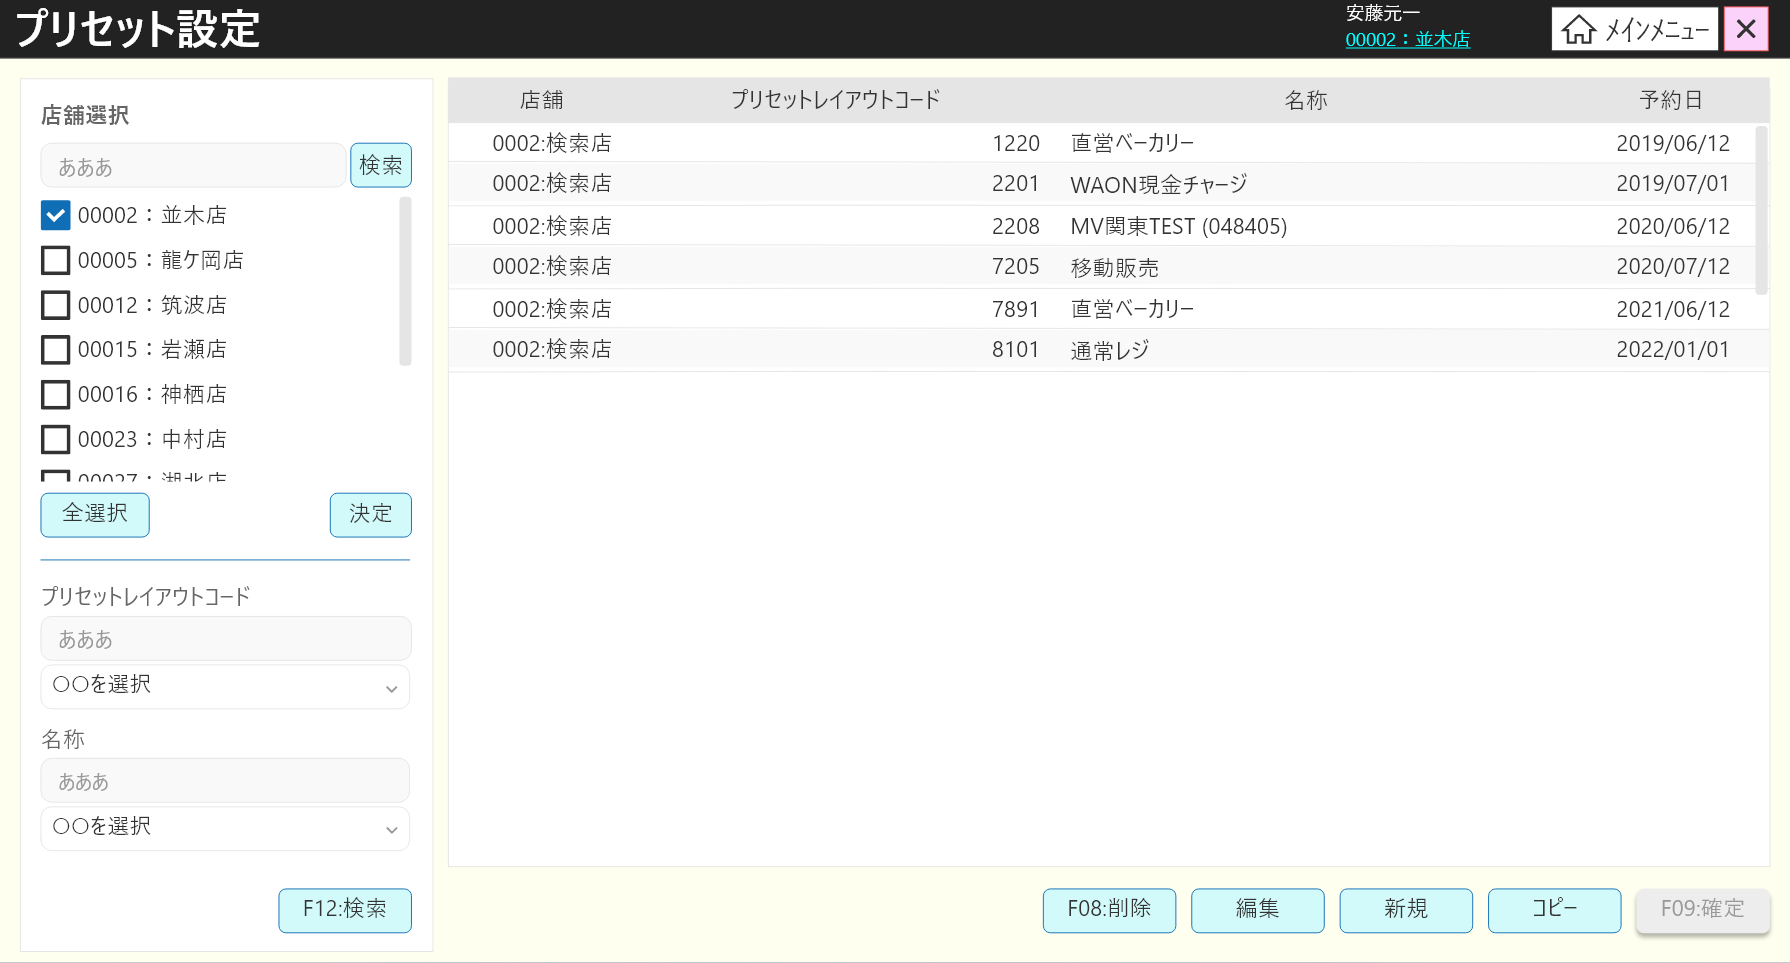 プリセット設定
安藤元一
00002：並木店
メインメニュー
店舗選択
あああ
検索
00002：並木店
00005：龍ケ岡店
00012：筑波店
00015：岩瀬店
00016：神栖店
00023：中村店
00027：湖北店
全選択
決定
プリセットレイアウトコード
あああ
〇〇を選択
名称
あああ
〇〇を選択
F12:検索
店舗 プリセットレイアウトコード 名称 予約日
0002:検索店 1220 直営ベーカリー 2019/06/12
0002:検索店 2201 WAON現金チャージ 2019/07/01
0002:検索店 2208 MV関東TEST (048405) 2020/06/12
0002:検索店 7205 移動販売 2020/07/12
0002:検索店 7891 直営ベーカリー 2021/06/12
0002:検索店 8101 通常レジ 2022/01/01
F08:削除
編集
新規
コピー
F09:確定